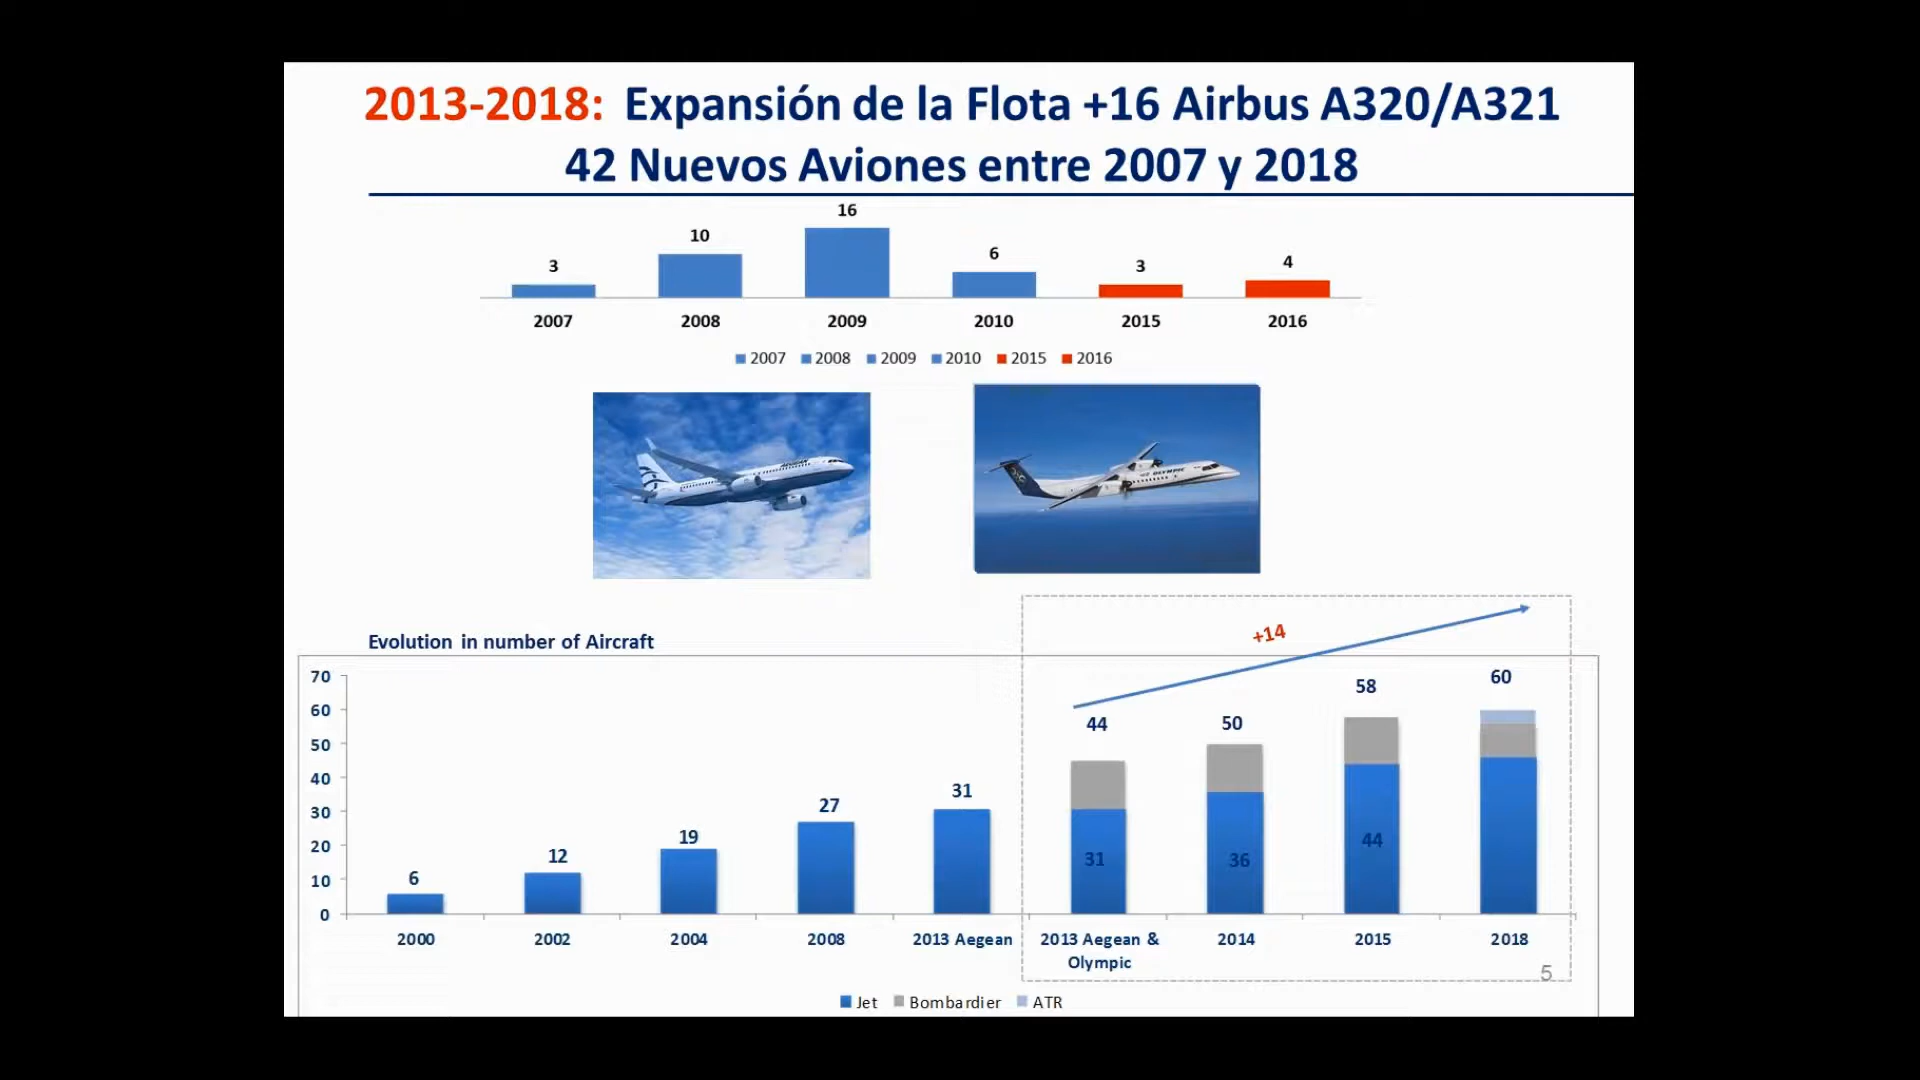 2013-2018: Expansión de la Flota +16 Airbus A320/A321
42 Nuevos Aviones entre 2007 y 2018
3 10 16 6 3 4
2007 2008 2009 2010 2015 2016
2007 2008 2009 2010 2015 2016
AEGEAN
OLYMPIC
Evolution in number of Aircraft
+14
70
60
50
40
30
20
10
0
6 12 19 27 31 44 50 58 60
31 36 44
2000 2002 2004 2008 2013 Aegean 2013 Aegean & 2014 2015 2018
Olympic
5
Jet Bombardier ATR